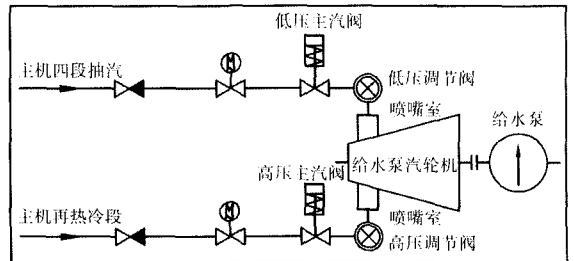 低压主汽阀
主机四段抽汽
M
低压调节阀
喷嘴室
给水泵
给水泵汽轮机
高压主汽阀
主机再热冷段
M
喷嘴室
高压调节阀